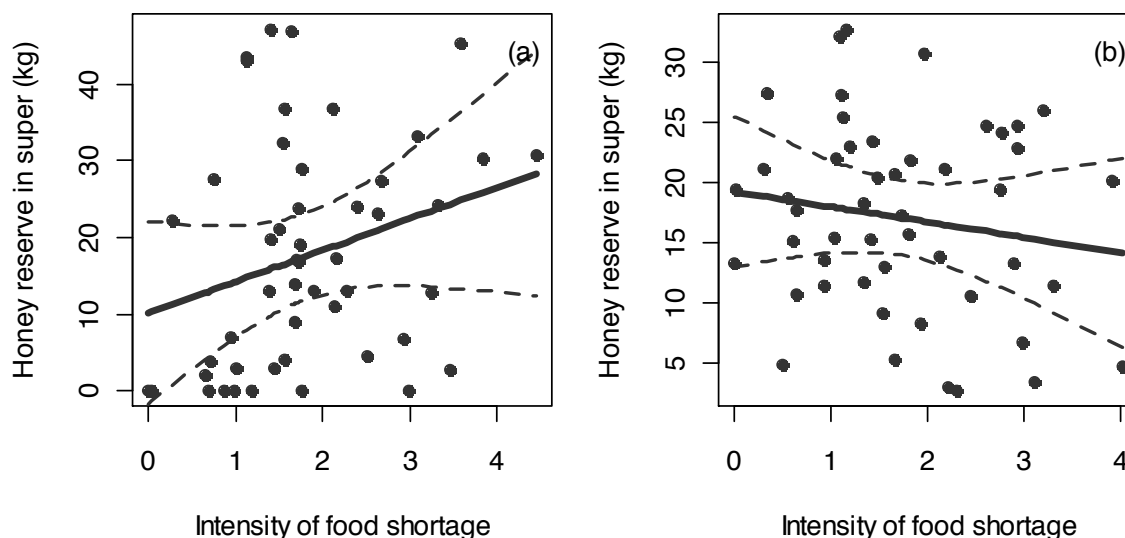 (a)
Honey reserve in super (kg)
0 10 20 30 40
0 1 2 3 4
Intensity of food shortage
(b)
Honey reserve in super (kg)
5 10 15 20 25 30
0 1 2 3 4
Intensity of food shortage